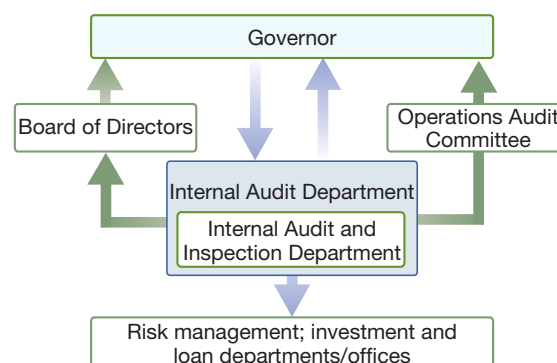 Governor
Board of Directors
Operations Audit
Committee
Internal Audit Department
Internal Audit and
Inspection Department
Risk management; investment and
loan departments/offices